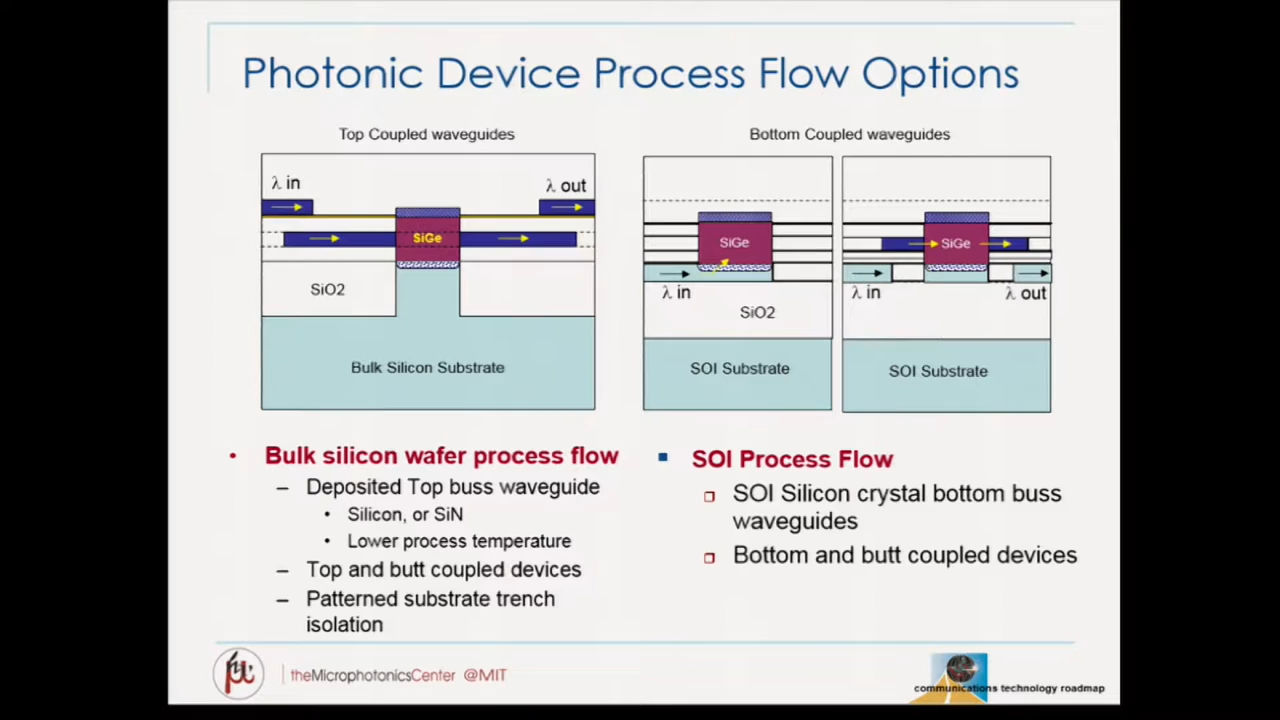 Photonic Device Process Flow Options
Top Coupled waveguides
λ in
λ out
SiGe
SiO2
Bulk Silicon Substrate
Bottom Coupled waveguides
SiGe
λ in
SiO2
SOI Substrate
SiGe
λ in
λ out
SOI Substrate
• Bulk silicon wafer process flow
– Deposited Top buss waveguide
• Silicon, or SiN
• Lower process temperature
– Top and butt coupled devices
– Patterned substrate trench
isolation
SOI Process Flow
SOI Silicon crystal bottom buss
waveguides
Bottom and butt coupled devices
theMicrophotonicsCenter @MIT
communications technology roadmap